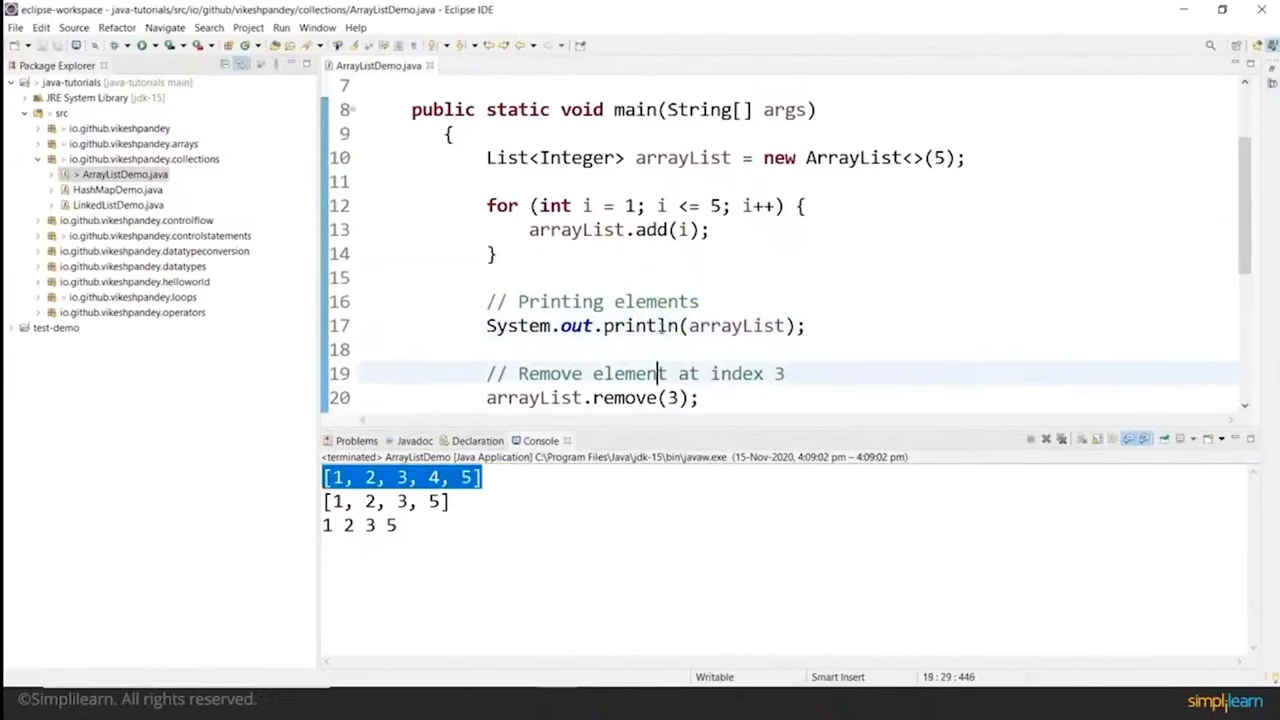 eclipse-workspace - java-tutorials/src/io/github/vikeshpandey/collections/ArrayListDemo.java - Eclipse IDE
File Edit Source Refactor Navigate Search Project Run Window Help
Package Explorer
java-tutorials [java-tutorials main]
JRE System Library [jdk-15]
src
io.github.vikeshpandey
io.github.vikeshpandey.arrays
io.github.vikeshpandey.collections
> ArrayListDemo.java
HashMapDemo.java
LinkedListDemo.java
io.github.vikeshpandey.controlflow
io.github.vikeshpandey.controlstatements
io.github.vikeshpandey.datatypeconversion
io.github.vikeshpandey.datatypes
io.github.vikeshpandey.helloworld
io.github.vikeshpandey.loops
io.github.vikeshpandey.operators
test-demo
ArrayListDemo.java
7
8 public static void main(String[] args)
9 {
10 List<Integer> arrayList = new ArrayList<>(5);
11
12 for (int i = 1; i <= 5; i++) {
13 arrayList.add(i);
14 }
15
16 // Printing elements
17 System.out.println(arrayList);
18
19 // Remove element at index 3
20 arrayList.remove(3);
Problems Javadoc Declaration Console
<terminated> ArrayListDemo [Java Application] C:\Program Files\Java\jdk-15\bin\javaw.exe (15-Nov-2020, 4:09:02 pm – 4:09:02 pm)
[1, 2, 3, 4, 5]
[1, 2, 3, 5]
1 2 3 5
Writable Smart Insert 19 : 29 : 446
©Simplilearn. All rights reserved.
simplilearn